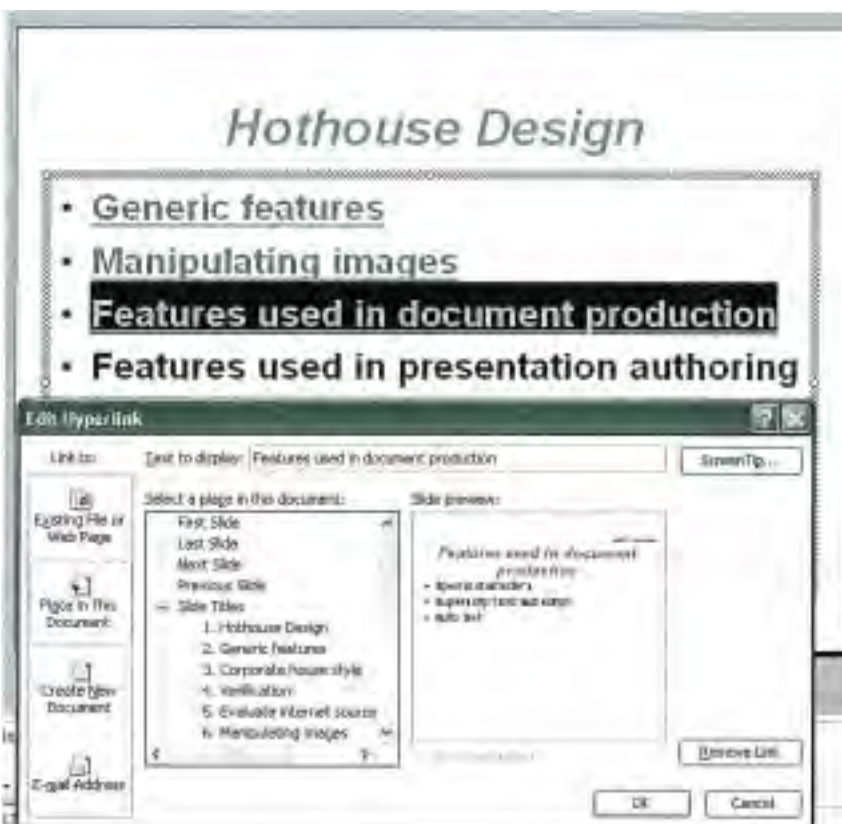 Hothouse Design
• Generic features
• Manipulating images
• Features used in document production
• Features used in presentation authoring
Edit Hyperlink
Link to:
Text to display: Features used in document production
ScreenTip...
Existing File or
Web Page
Place in This
Document
Create New
Document
E-mail Address
Select a place in this document:
First Slide
Last Slide
Next Slide
Previous Slide
Slide Titles
1. Hothouse Design
2. Generic features
3. Corporate house style
4. Verification
5. Evaluate internet source
6. Manipulating images
Slide preview:
Features used in document
production
Remove Link
OK
Cancel